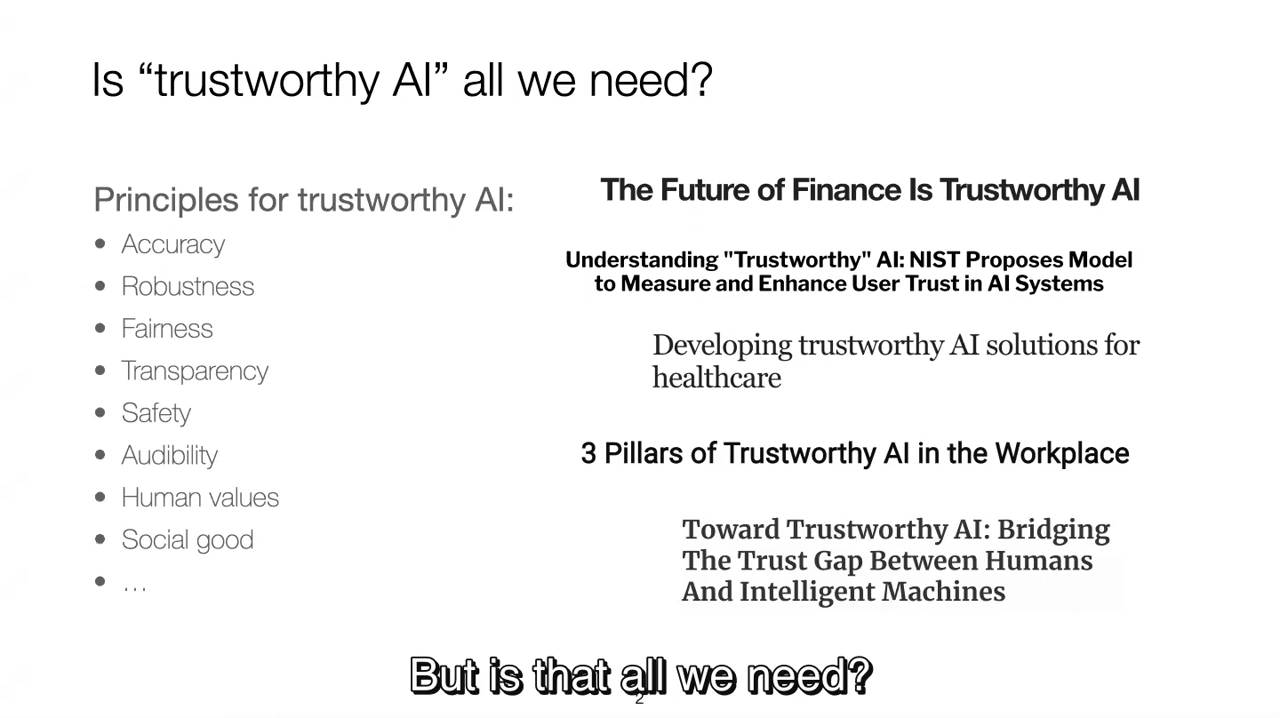 Is “trustworthy AI” all we need?
Principles for trustworthy AI:
• Accuracy
• Robustness
• Fairness
• Transparency
• Safety
• Audibility
• Human values
• Social good
• …
The Future of Finance Is Trustworthy AI
Understanding "Trustworthy" AI: NIST Proposes Model
to Measure and Enhance User Trust in AI Systems
Developing trustworthy AI solutions for
healthcare
3 Pillars of Trustworthy AI in the Workplace
Toward Trustworthy AI: Bridging
The Trust Gap Between Humans
And Intelligent Machines
But is that all we need?
2